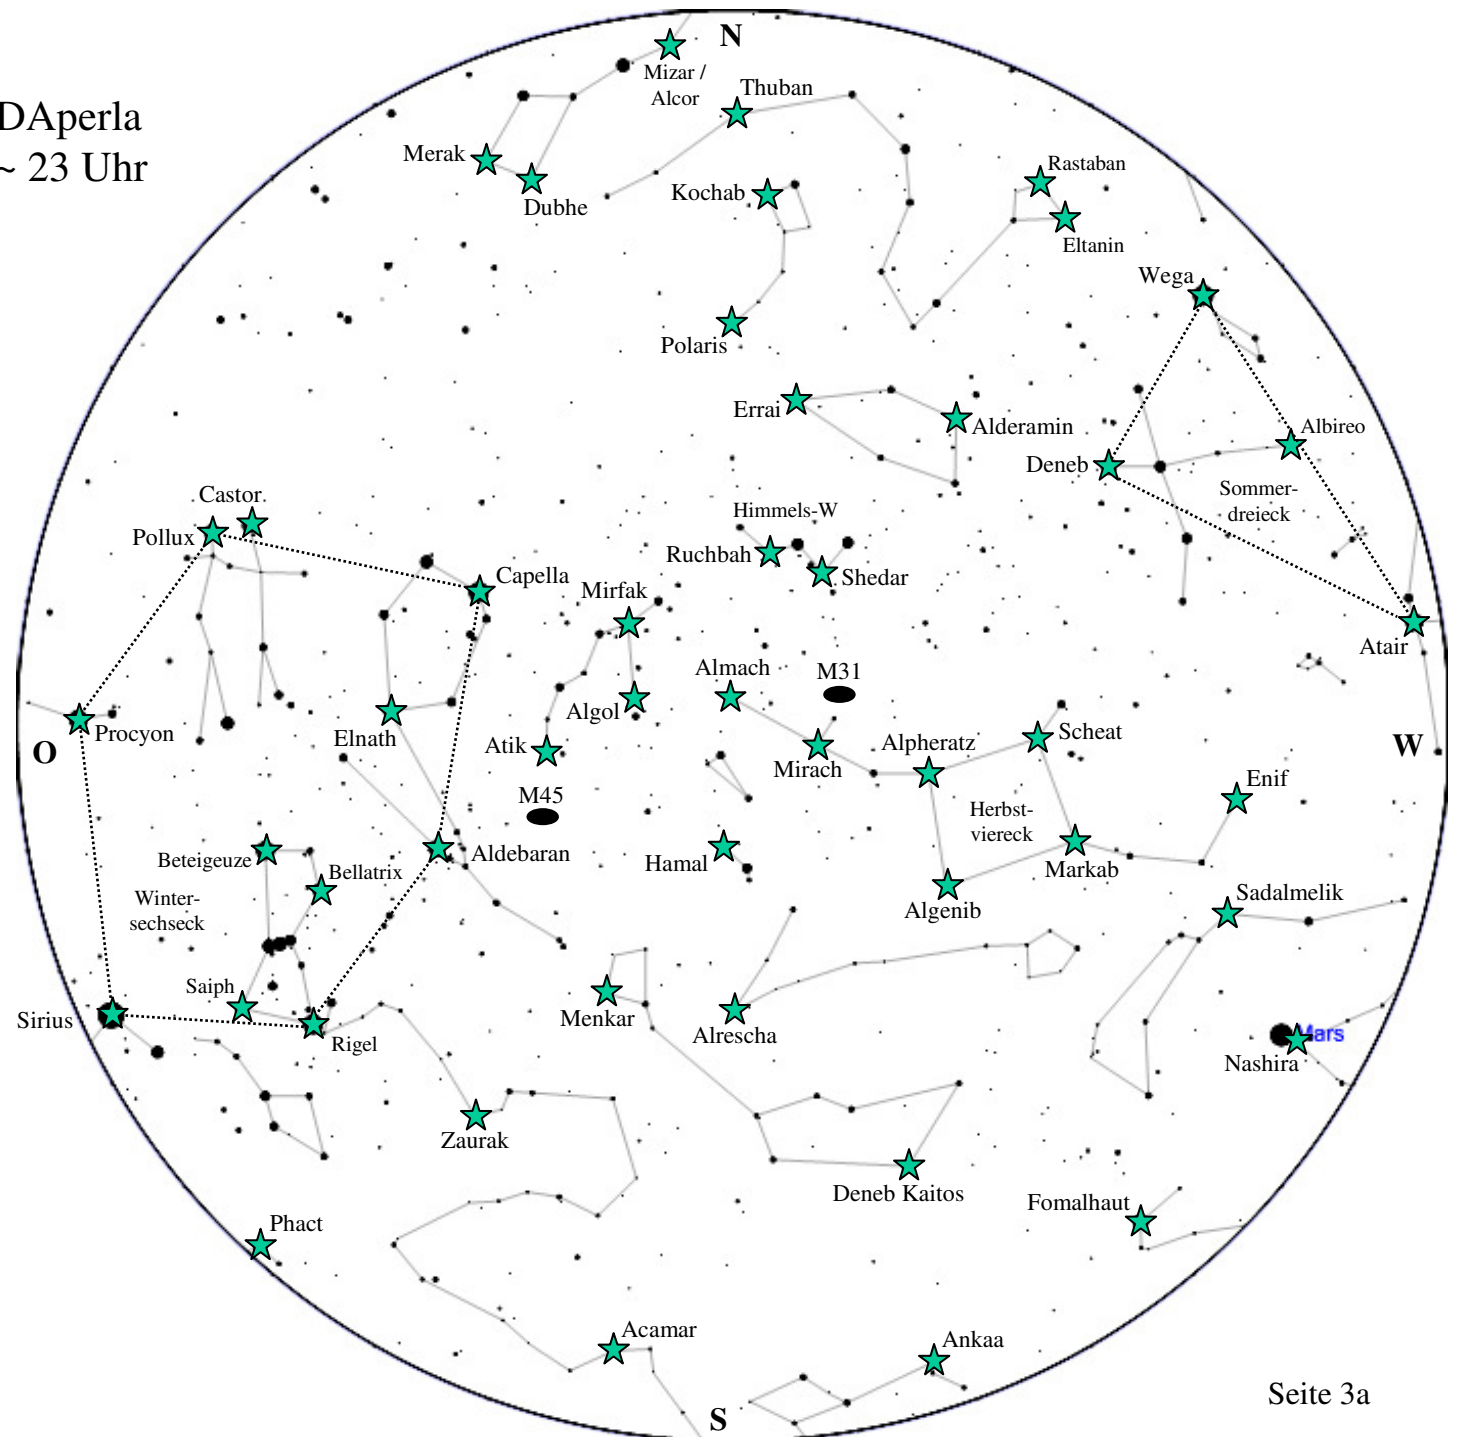 N
Mizar /
Alcor
Thuban
DAperla
~ 23 Uhr
Merak
Dubhe
Kochab
Rastaban
Eltanin
Wega
Polaris
Errai
Alderamin
Albireo
Deneb
Sommer-
dreieck
Castor
Pollux
Himmels-W
Ruchbah
Shedar
Capella
Mirfak
Atair
Almach
M31
Algol
Procyon
Elnath
Atik
Scheat
Alpheratz
Mirach
O
W
M45
Enif
Herbst-
viereck
Beteigeuze
Bellatrix
Aldebaran
Hamal
Markab
Winter-
sechseck
Algenib
Sadalmelik
Saiph
Sirius
Rigel
Menkar
Alrescha
Mars
Nashira
Zaurak
Deneb Kaitos
Fomalhaut
Phact
Acamar
Ankaa
S
Seite 3a